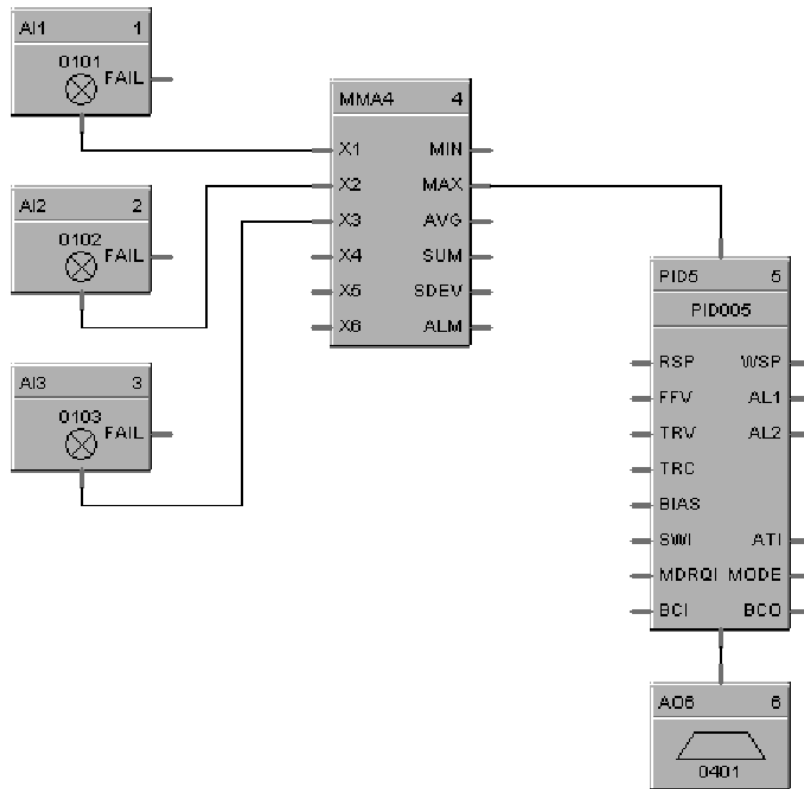 AI1 1
0101
FAIL
AI2 2
0102
FAIL
AI3 3
0103
FAIL
MMA4 4
X1 MIN
X2 MAX
X3 AVG
X4 SUM
X5 SDEV
X6 ALM
PID5 5
PID005
RSP WSP
FFV AL1
TRV AL2
TRC
BIAS
SWI ATI
MDRQI MODE
BCI BCO
AO6 6
0401